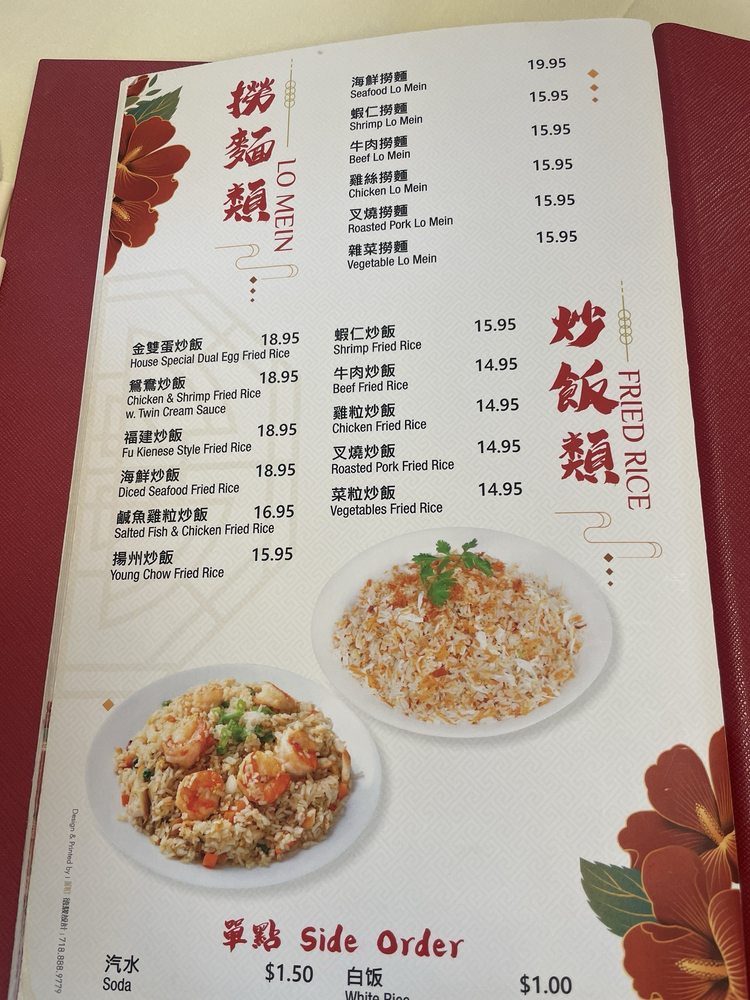 撈麵類
LO MEIN
海鮮撈麵 19.95
Seafood Lo Mein
蝦仁撈麵 15.95
Shrimp Lo Mein
牛肉撈麵 15.95
Beef Lo Mein
雞絲撈麵 15.95
Chicken Lo Mein
叉燒撈麵 15.95
Roasted Pork Lo Mein
雜菜撈麵 15.95
Vegetable Lo Mein
炒飯類
FRIED RICE
金雙蛋炒飯 18.95
House Special Dual Egg Fried Rice
鴛鴦炒飯 18.95
Chicken & Shrimp Fried Rice
w. Twin Cream Sauce
福建炒飯 18.95
Fu Kienese Style Fried Rice
海鮮炒飯 18.95
Diced Seafood Fried Rice
鹹魚雞粒炒飯 16.95
Salted Fish & Chicken Fried Rice
揚州炒飯 15.95
Young Chow Fried Rice
蝦仁炒飯 15.95
Shrimp Fried Rice
牛肉炒飯 14.95
Beef Fried Rice
雞粒炒飯 14.95
Chicken Fried Rice
叉燒炒飯 14.95
Roasted Pork Fried Rice
菜粒炒飯 14.95
Vegetables Fried Rice
單點 Side Order
汽水 $1.50
Soda
白饭 $1.00
White Rice
Design & Printed by : 設計 : 718.888.9779